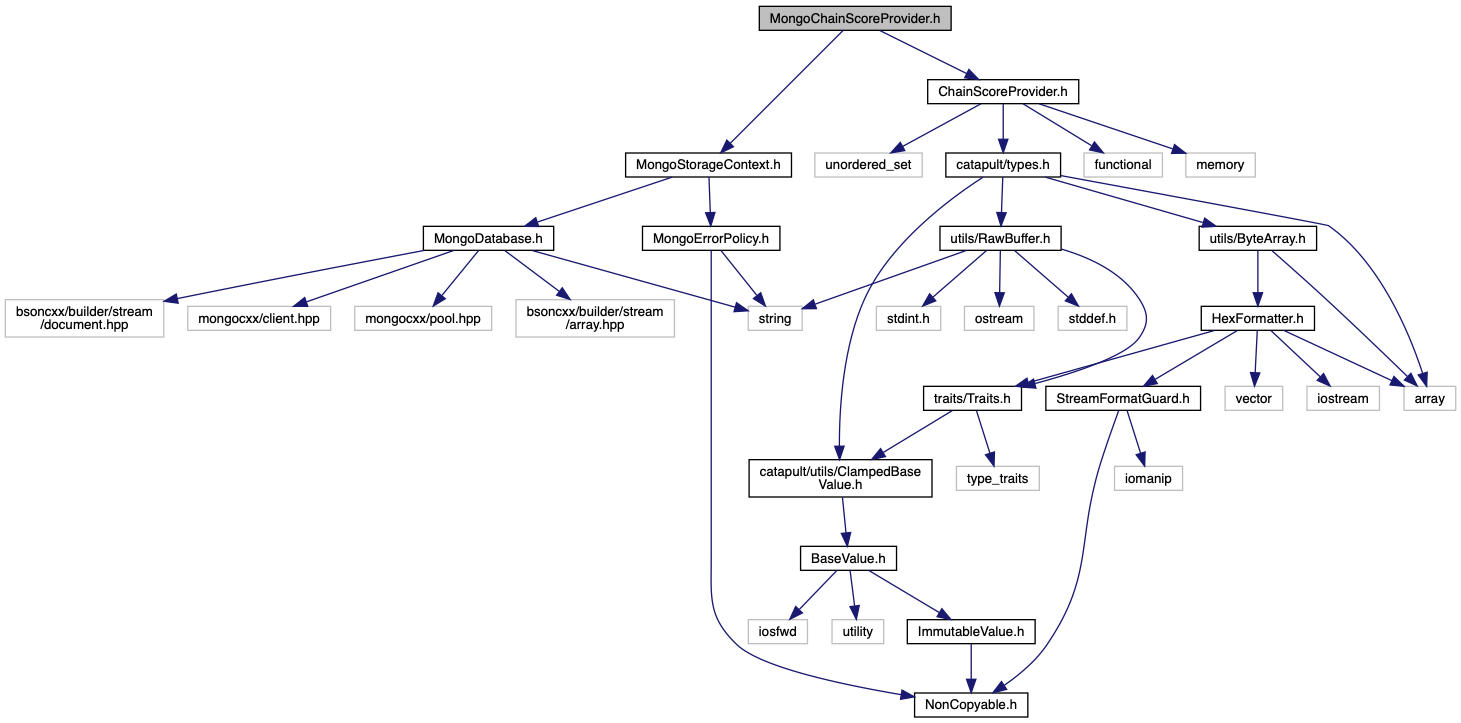 MongoChainScoreProvider.h
ChainScoreProvider.h
MongoStorageContext.h
unordered_set
catapult/types.h
functional
memory
MongoDatabase.h
MongoErrorPolicy.h
utils/RawBuffer.h
utils/ByteArray.h
bsoncxx/builder/stream
/document.hpp
mongocxx/client.hpp
mongocxx/pool.hpp
bsoncxx/builder/stream
/array.hpp
string
stdint.h
ostream
stddef.h
HexFormatter.h
traits/Traits.h
StreamFormatGuard.h
vector
iostream
array
catapult/utils/ClampedBase
Value.h
type_traits
iomanip
BaseValue.h
iosfwd
utility
ImmutableValue.h
NonCopyable.h